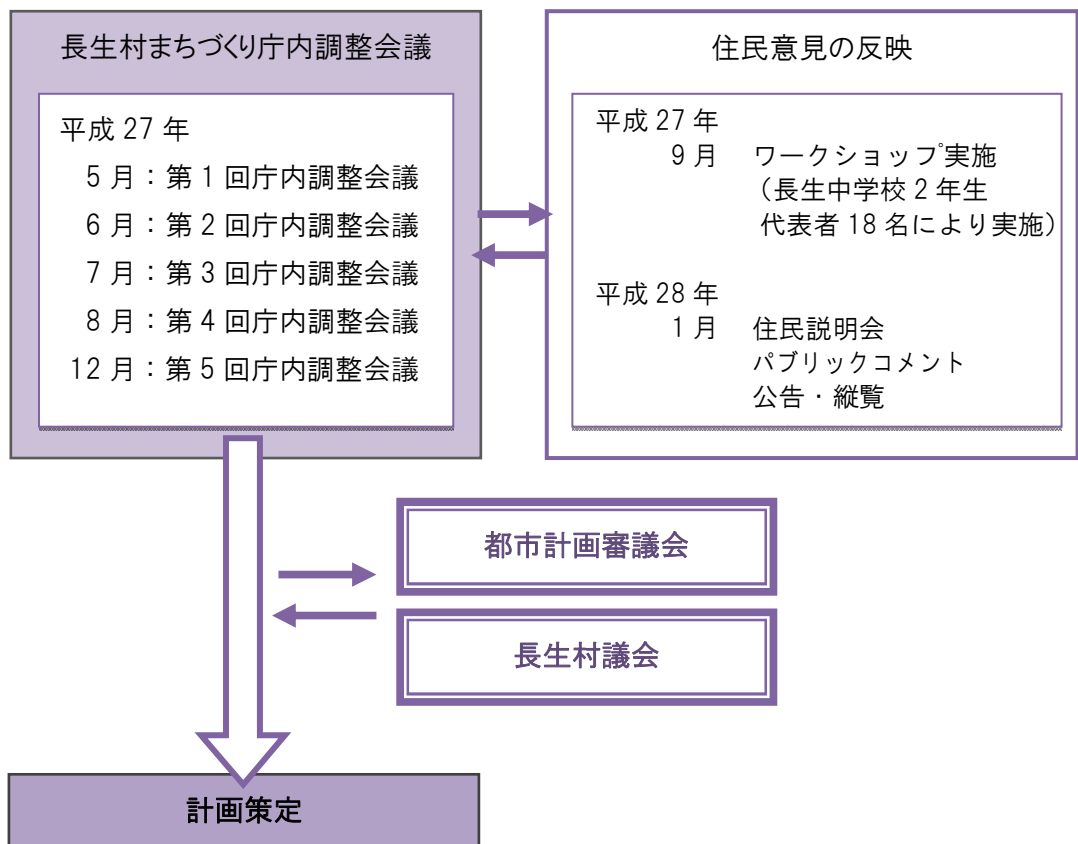 長生村まちづくり庁内調整会議
平成 27 年
5 月：第 1 回庁内調整会議
6 月：第 2 回庁内調整会議
7 月：第 3 回庁内調整会議
8 月：第 4 回庁内調整会議
12 月：第 5 回庁内調整会議
住民意見の反映
平成 27 年
9 月 ワークショップ実施
（長生中学校 2 年生
代表者 18 名により実施）
平成 28 年
1 月 住民説明会
パブリックコメント
公告・縦覧
都市計画審議会
長生村議会
計画策定